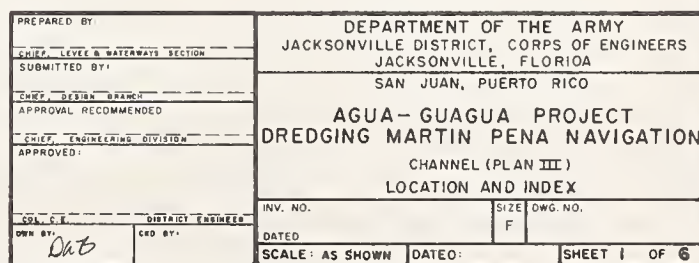 PREPARED BY:
CHIEF, LEVEE & WATERWAYS SECTION
SUBMITTED BY:
CHIEF, DESIGN BRANCH
APPROVAL RECOMMENDED
CHIEF, ENGINEERING DIVISION
APPROVED:
COL. C.E. DISTRICT ENGINEER
DWN BY: CKD BY:
DEPARTMENT OF THE ARMY
JACKSONVILLE DISTRICT, CORPS OF ENGINEERS
JACKSONVILLE, FLORIDA
SAN JUAN, PUERTO RICO
AGUA-GUAGUA PROJECT
DREDGING MARTIN PENA NAVIGATION
CHANNEL (PLAN III)
LOCATION AND INDEX
INV. NO. SIZE DWG. NO.
F
DATED
SCALE: AS SHOWN DATED: SHEET 1 OF 6